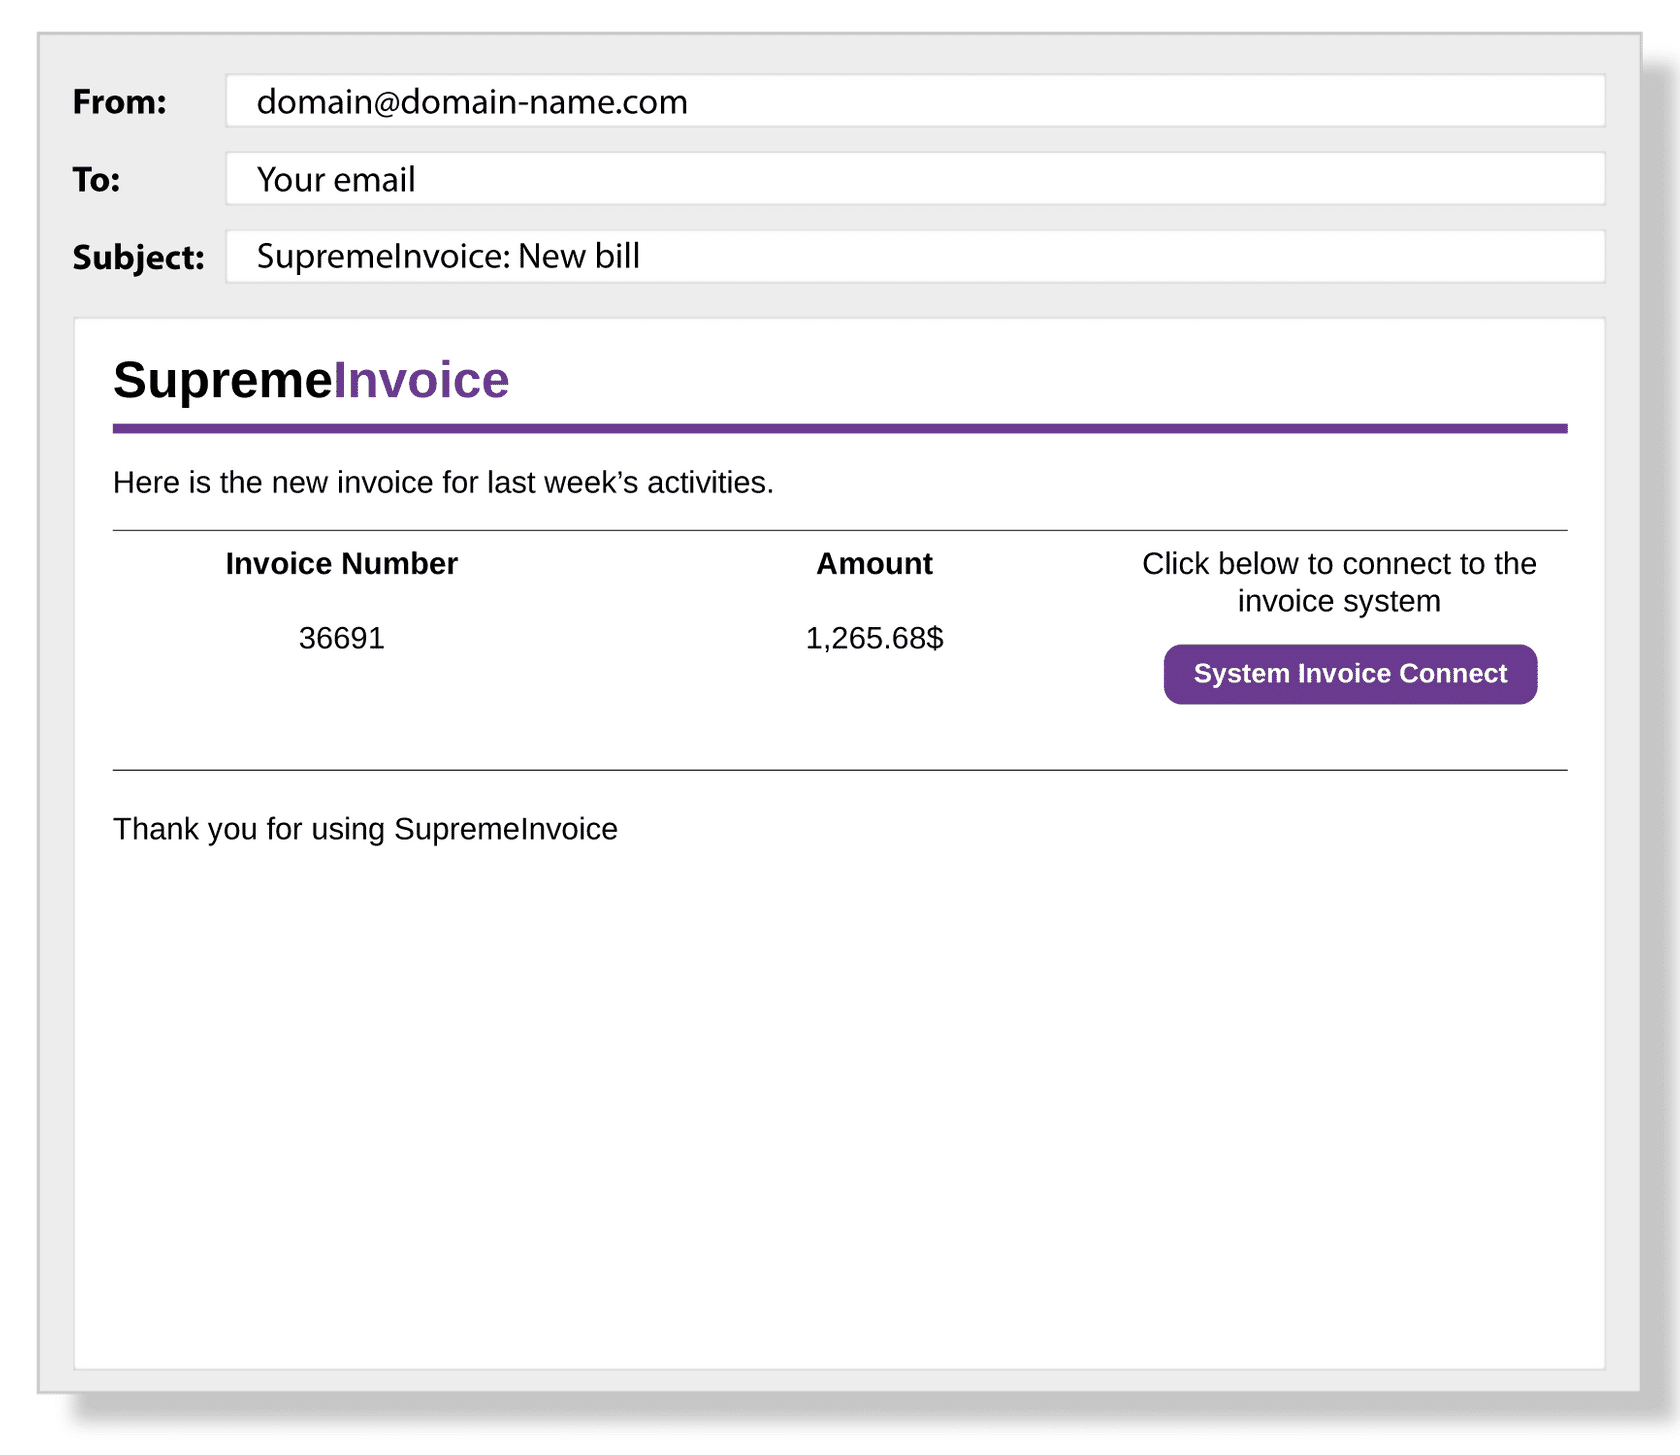 From: domain@domain-name.com
To: Your email
Subject: SupremeInvoice: New bill
SupremeInvoice
Here is the new invoice for last week’s activities.
Invoice Number Amount Click below to connect to the
invoice system
36691 1,265.68$
System Invoice Connect
Thank you for using SupremeInvoice